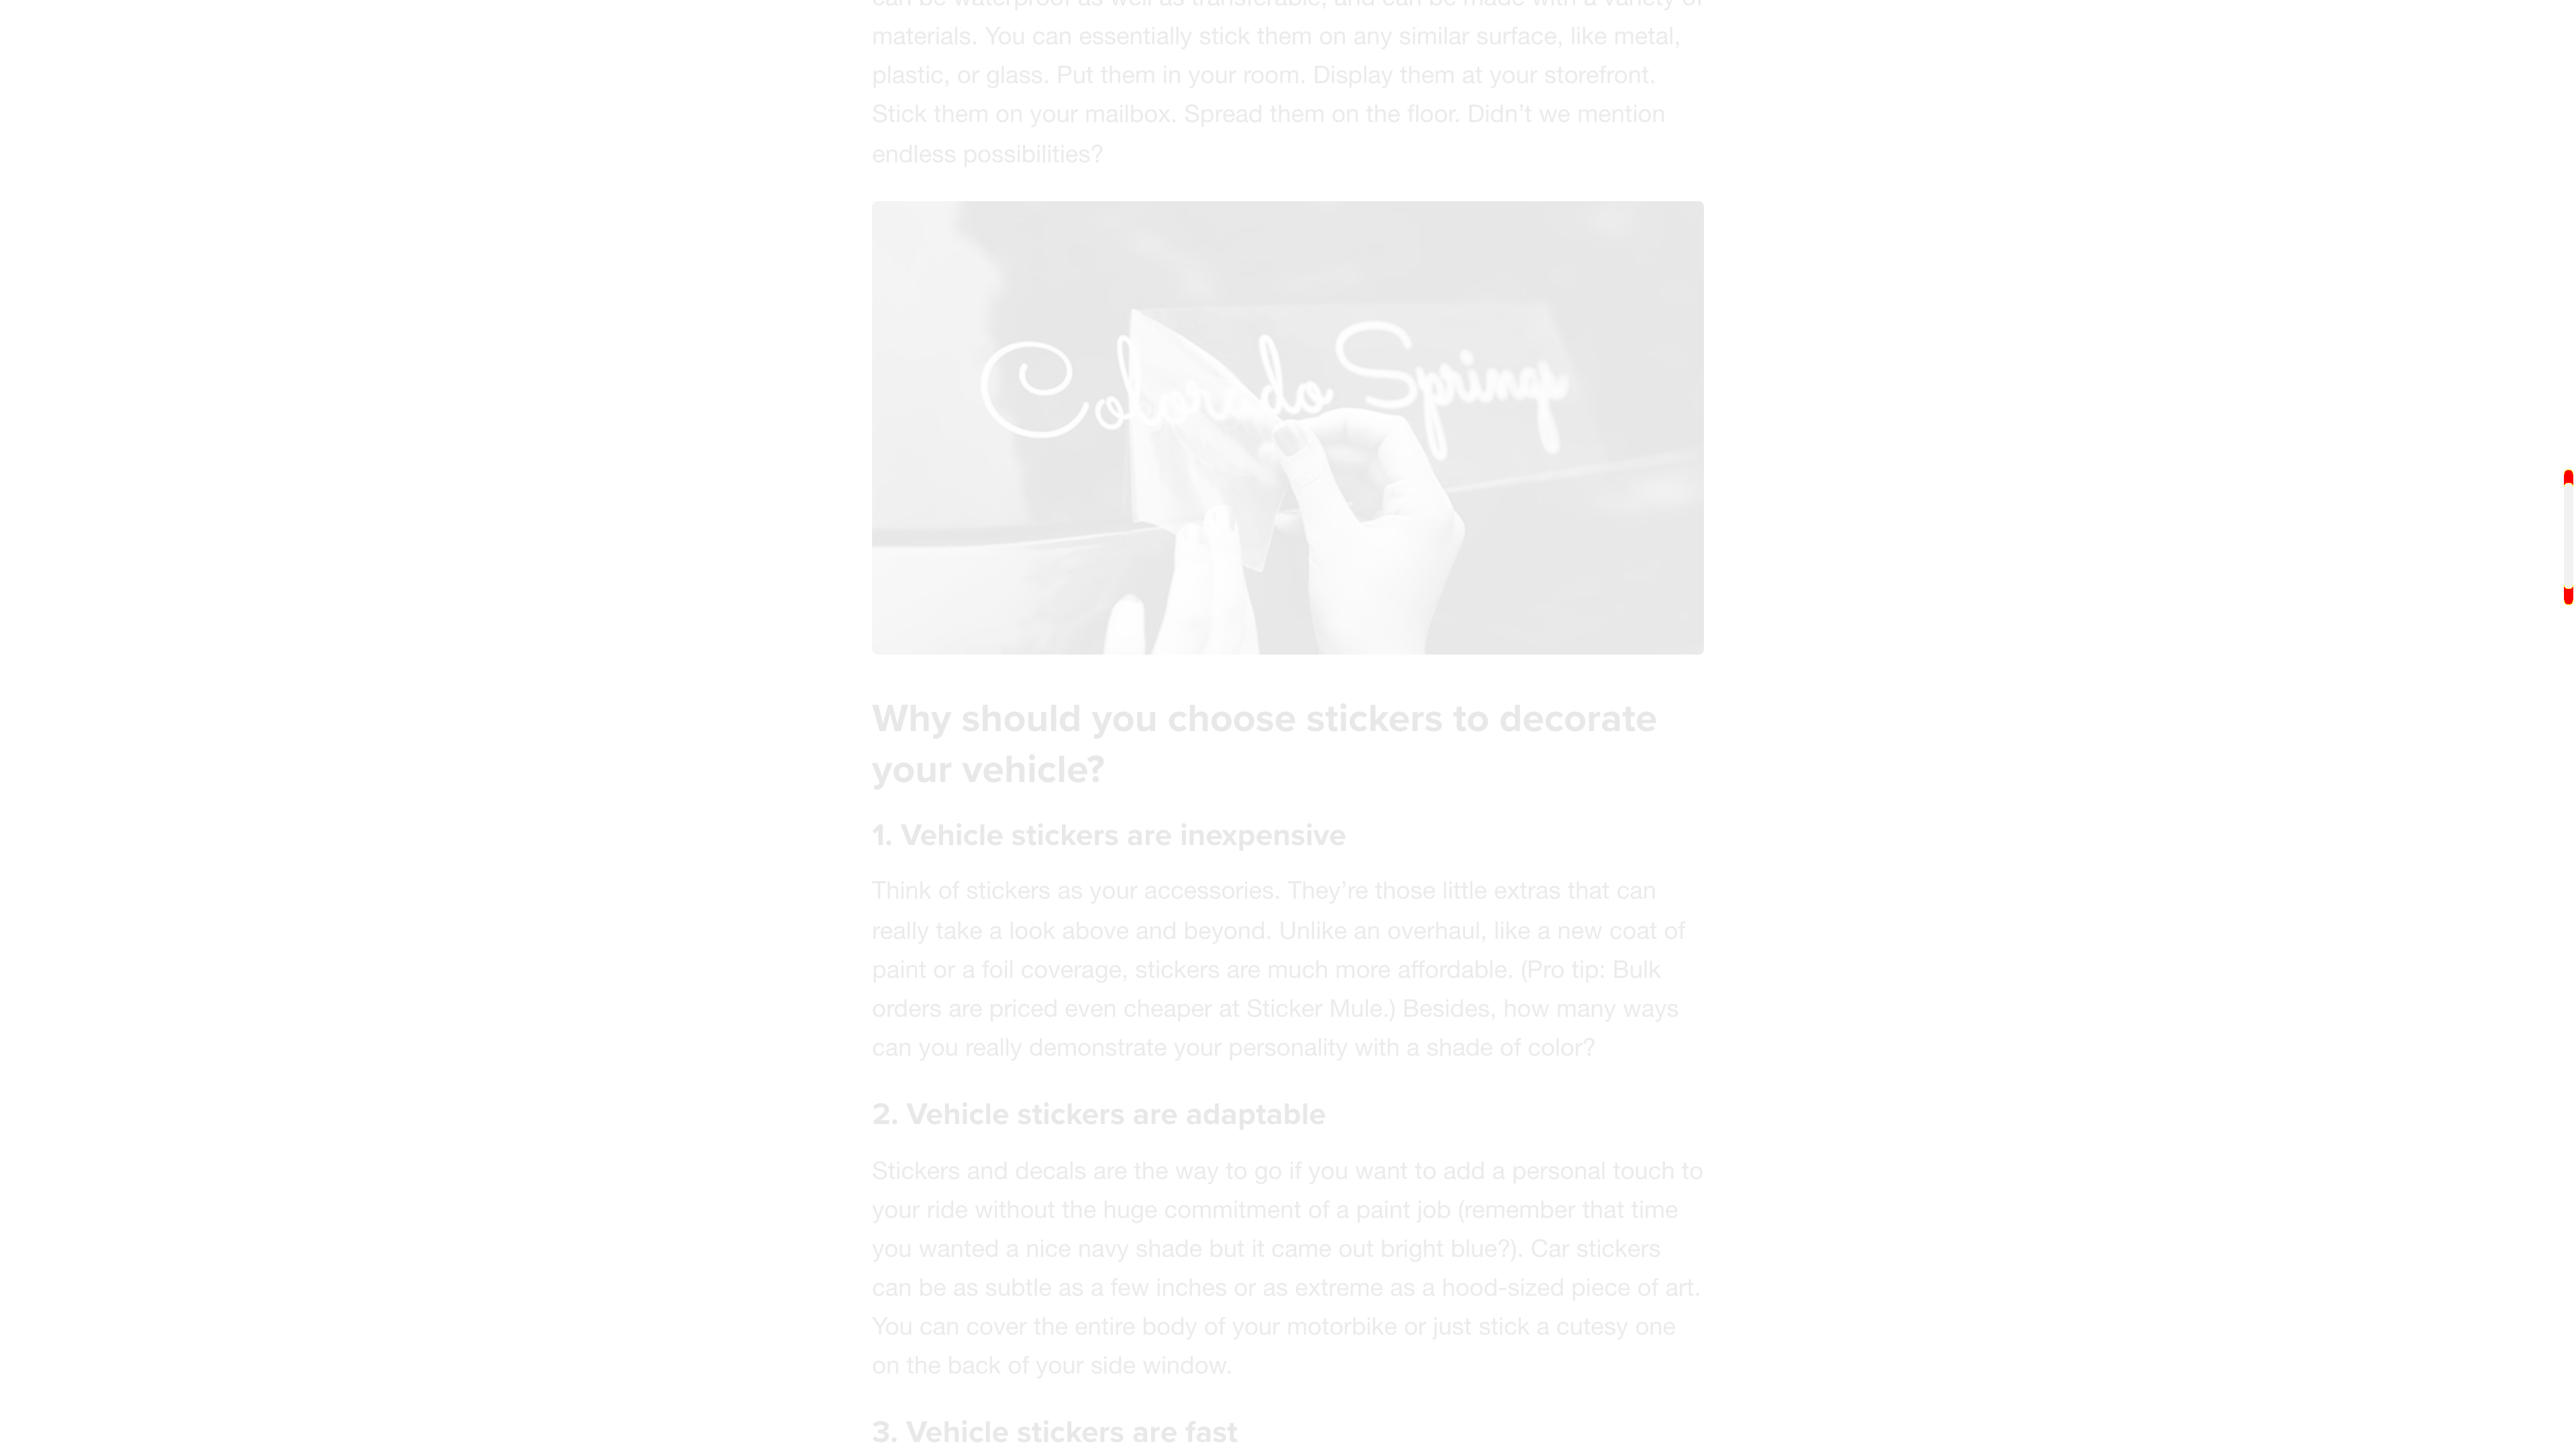 materials. You can essentially stick them on any similar surface, like metal,
plastic, or glass. Put them in your room. Display them at your storefront.
Stick them on your mailbox. Spread them on the floor. Didn’t we mention
endless possibilities?
Colorado Springs
Why should you choose stickers to decorate
your vehicle?
1. Vehicle stickers are inexpensive
Think of stickers as your accessories. They’re those little extras that can
really take a look above and beyond. Unlike an overhaul, like a new coat of
paint or a foil coverage, stickers are much more affordable. (Pro tip: Bulk
orders are priced even cheaper at Sticker Mule.) Besides, how many ways
can you really demonstrate your personality with a shade of color?
2. Vehicle stickers are adaptable
Stickers and decals are the way to go if you want to add a personal touch to
your ride without the huge commitment of a paint job (remember that time
you wanted a nice navy shade but it came out bright blue?). Car stickers
can be as subtle as a few inches or as extreme as a hood-sized piece of art.
You can cover the entire body of your motorbike or just stick a cutesy one
on the back of your side window.
3. Vehicle stickers are fast